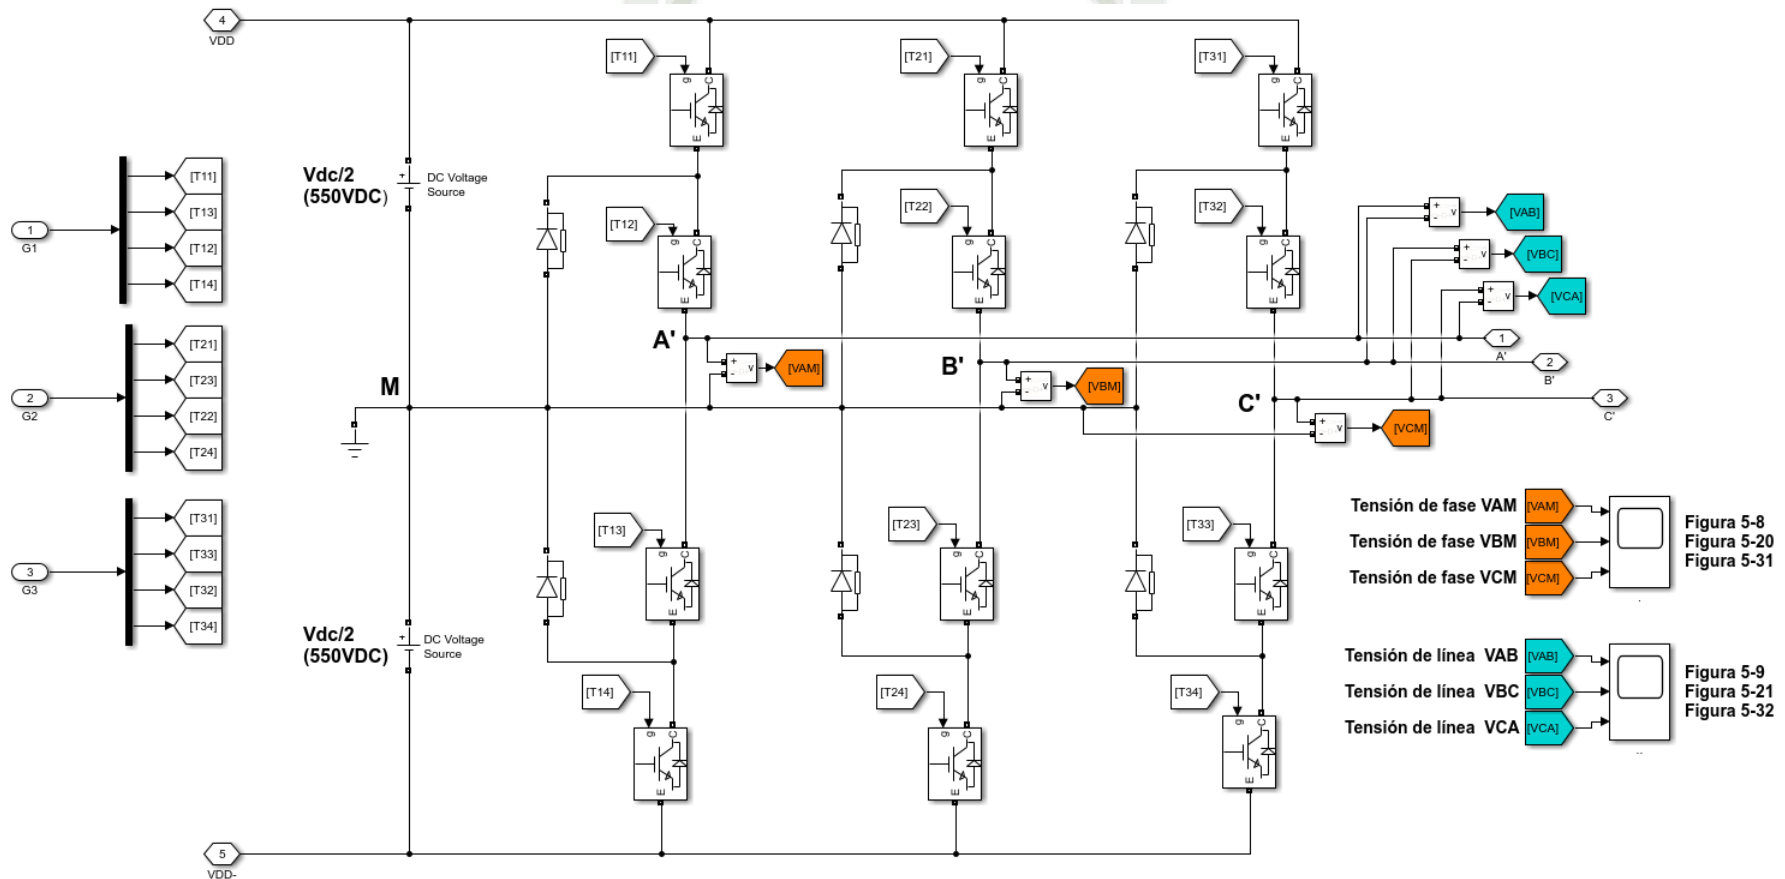 4
VDD
[T11]
[T21]
[T31]
g
C
E
g
C
E
g
C
E
[T11]
[T13]
[T12]
[T14]
1
G1
Vdc/2
(550VDC)
+
DC Voltage
Source
[T12]
[T22]
[T32]
g
C
E
g
C
E
g
C
E
+
-
v
[VAB]
+
-
v
[VBC]
+
-
v
[VCA]
[T21]
[T23]
[T22]
[T24]
2
G2
A'
B'
C'
M
+
-
v
[VAM]
+
-
v
[VBM]
+
-
v
[VCM]
1
A'
2
B'
3
C'
[T31]
[T33]
[T32]
[T34]
3
G3
[T13]
[T23]
[T33]
g
C
E
g
C
E
g
C
E
Tensión de fase VAM
[VAM]
Tensión de fase VBM
[VBM]
Tensión de fase VCM
[VCM]
Figura 5-8
Figura 5-20
Figura 5-31
Vdc/2
(550VDC)
+
DC Voltage
Source
[T14]
[T24]
[T34]
g
C
E
g
C
E
g
C
E
Tensión de línea VAB
[VAB]
Tensión de línea VBC
[VBC]
Tensión de línea VCA
[VCA]
Figura 5-9
Figura 5-21
Figura 5-32
5
VDD-